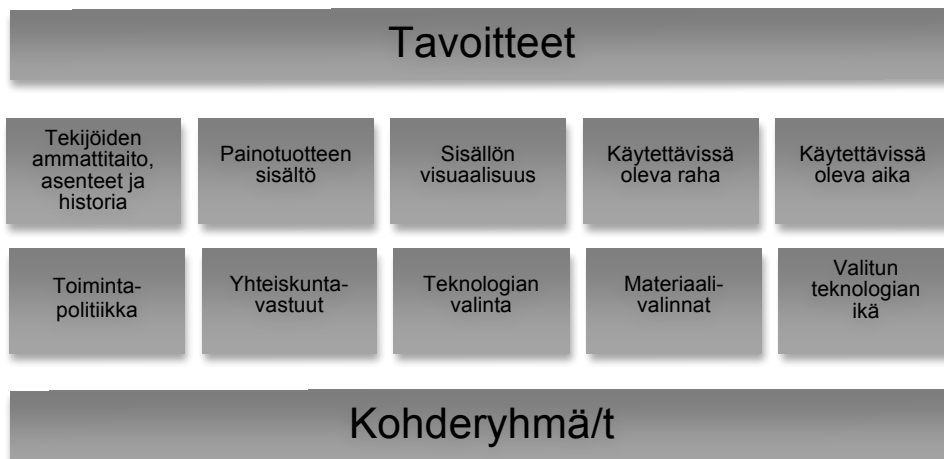 Tavoitteet
Tekijöiden
ammattitaito,
asenteet ja
historia
Painotuotteen
sisältö
Sisällön
visuaalisuus
Käytettävissä
oleva raha
Käytettävissä
oleva aika
Toiminta-
politiikka
Yhteiskunta-
vastuut
Teknologian
valinta
Materiaali-
valinnat
Valitun
teknologian
ikä
Kohderyhmä/t